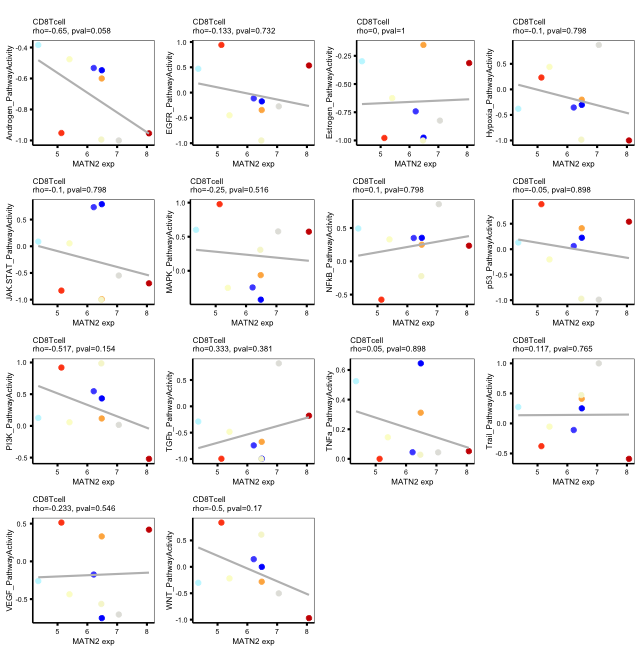 CD8Tcell
rho=-0.65, pval=0.058
Androgen_PathwayActivity
-0.4
-0.6
-0.8
-1.0
5 6 7 8
MATN2 exp
CD8Tcell
rho=-0.133, pval=0.732
EGFR_PathwayActivity
1.0
0.5
0.0
-0.5
-1.0
5 6 7 8
MATN2 exp
CD8Tcell
rho=0, pval=1
Estrogen_PathwayActivity
-0.25
-0.50
-0.75
-1.00
5 6 7 8
MATN2 exp
CD8Tcell
rho=-0.1, pval=0.798
Hypoxia_PathwayActivity
0.5
0.0
-0.5
-1.0
5 6 7 8
MATN2 exp
CD8Tcell
rho=-0.1, pval=0.798
JAK-STAT_PathwayActivity
0.5
0.0
-0.5
-1.0
5 6 7 8
MATN2 exp
CD8Tcell
rho=-0.25, pval=0.516
MAPK_PathwayActivity
0.5
0.0
5 6 7 8
MATN2 exp
CD8Tcell
rho=0.1, pval=0.798
NFkB_PathwayActivity
0.5
0.0
-0.5
5 6 7 8
MATN2 exp
CD8Tcell
rho=-0.05, pval=0.898
p53_PathwayActivity
0.5
0.0
-0.5
-1.0
5 6 7 8
MATN2 exp
CD8Tcell
rho=-0.517, pval=0.154
PI3K_PathwayActivity
1.0
0.5
0.0
-0.5
5 6 7 8
MATN2 exp
CD8Tcell
rho=0.333, pval=0.381
TGFb_PathwayActivity
0.5
0.0
-0.5
-1.0
5 6 7 8
MATN2 exp
CD8Tcell
rho=0.05, pval=0.898
TNFa_PathwayActivity
0.6
0.4
0.2
0.0
5 6 7 8
MATN2 exp
CD8Tcell
rho=0.117, pval=0.765
Trail_PathwayActivity
1.0
0.5
0.0
-0.5
5 6 7 8
MATN2 exp
CD8Tcell
rho=-0.233, pval=0.546
VEGF_PathwayActivity
0.5
0.0
-0.5
5 6 7 8
MATN2 exp
CD8Tcell
rho=-0.5, pval=0.17
WNT_PathwayActivity
0.5
0.0
-0.5
-1.0
5 6 7 8
MATN2 exp